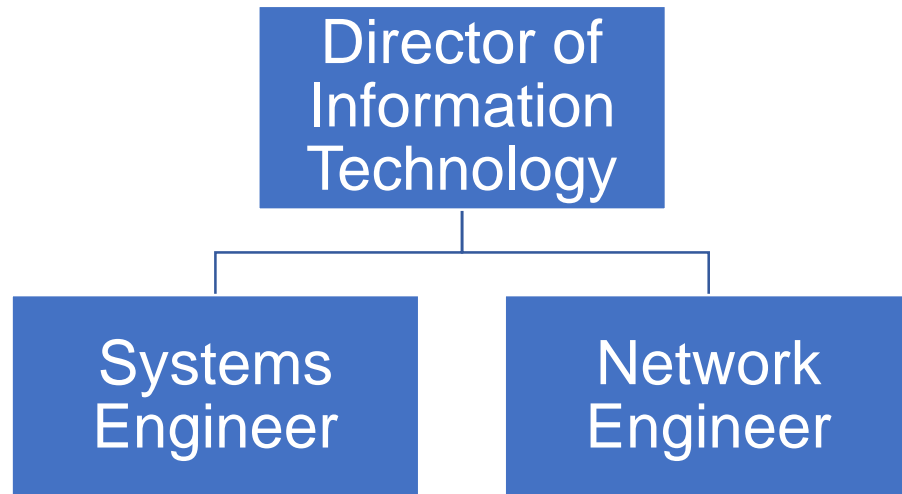 Director of
Information
Technology
Systems
Engineer
Network
Engineer